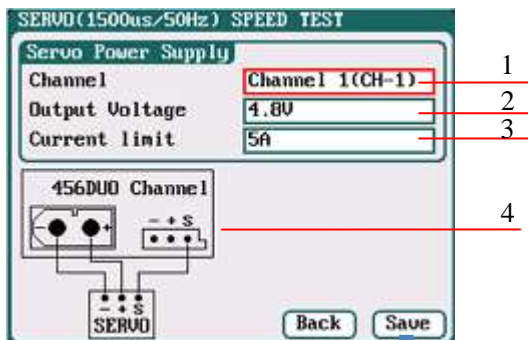 SERVO(1500us/50Hz) SPEED TEST
Servo Power Supply
Channel Channel 1(CH-1) 1
Output Voltage 4.8V 2
Current limit 5A 3
456DUO Channel
- + S
- + 4
- + S
SERVO
Back Save